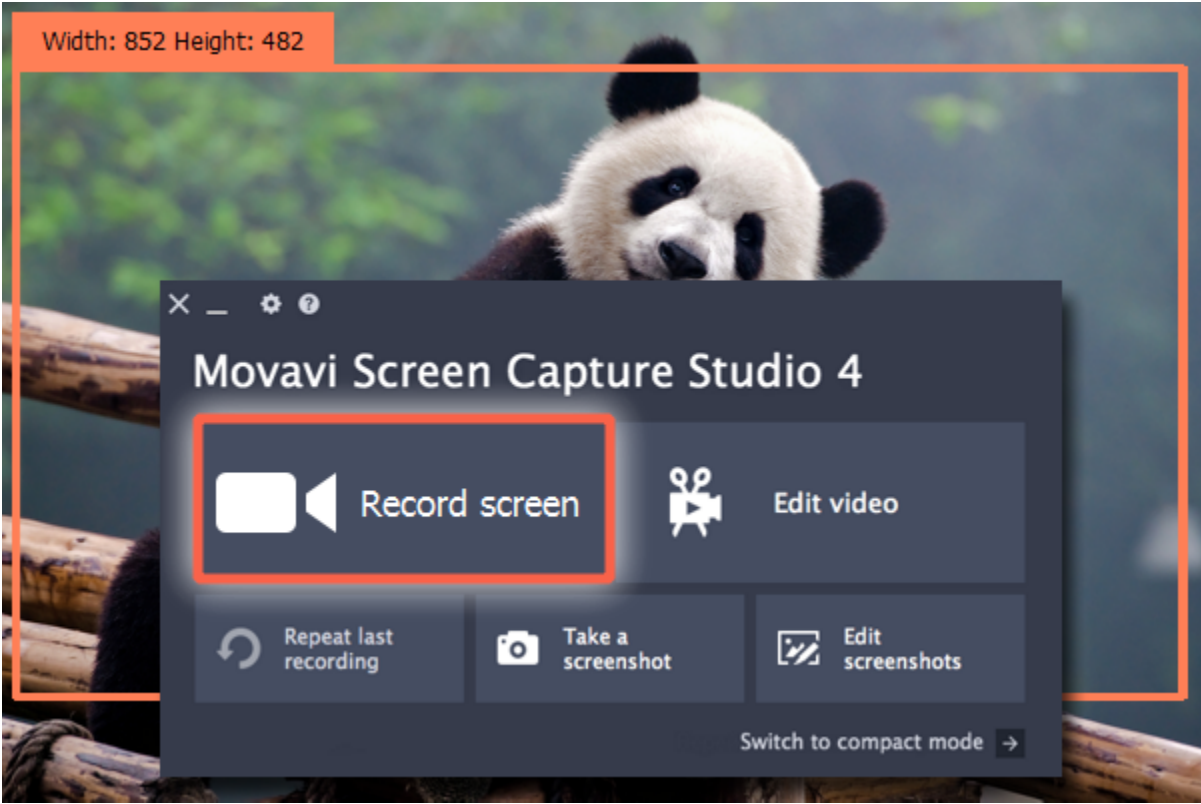 Width: 852 Height: 482
Movavi Screen Capture Studio 4
Record screen
Edit video
Repeat last
recording
Take a
screenshot
Edit
screenshots
Switch to compact mode